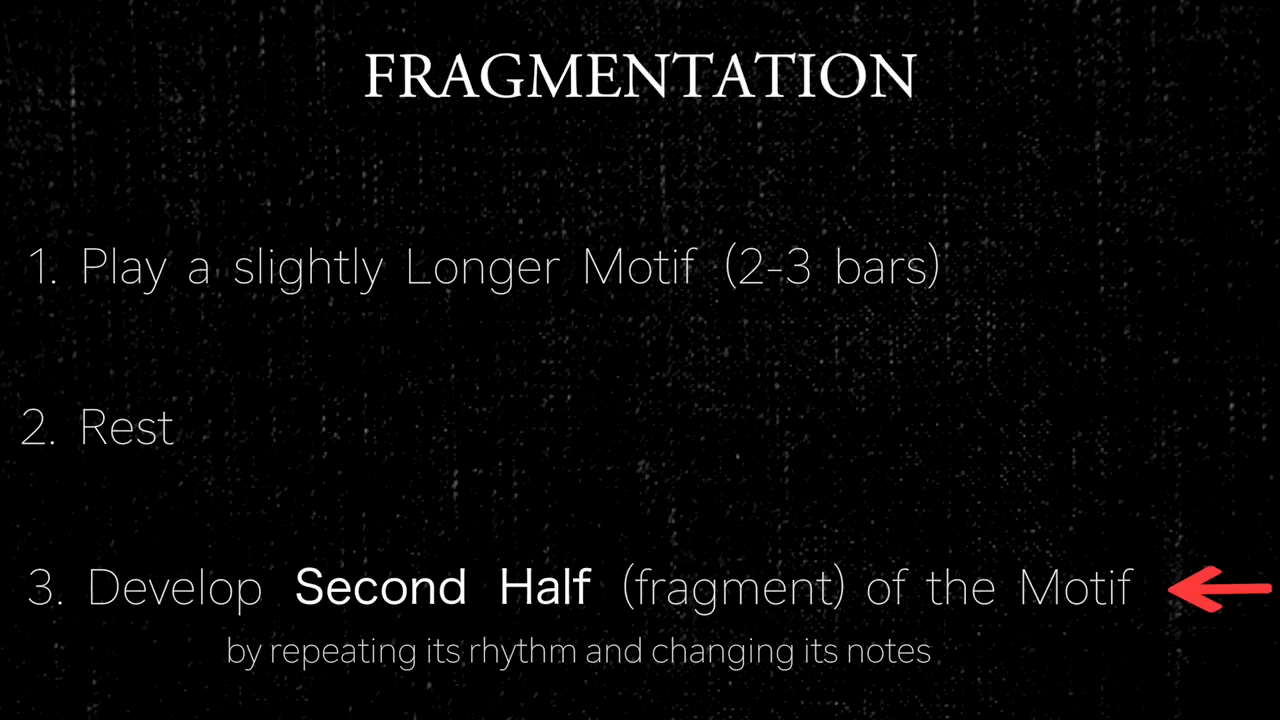 FRAGMENTATION
1. Play a slightly Longer Motif (2-3 bars)
2. Rest
3. Develop Second Half (fragment) of the Motif
by repeating its rhythm and changing its notes